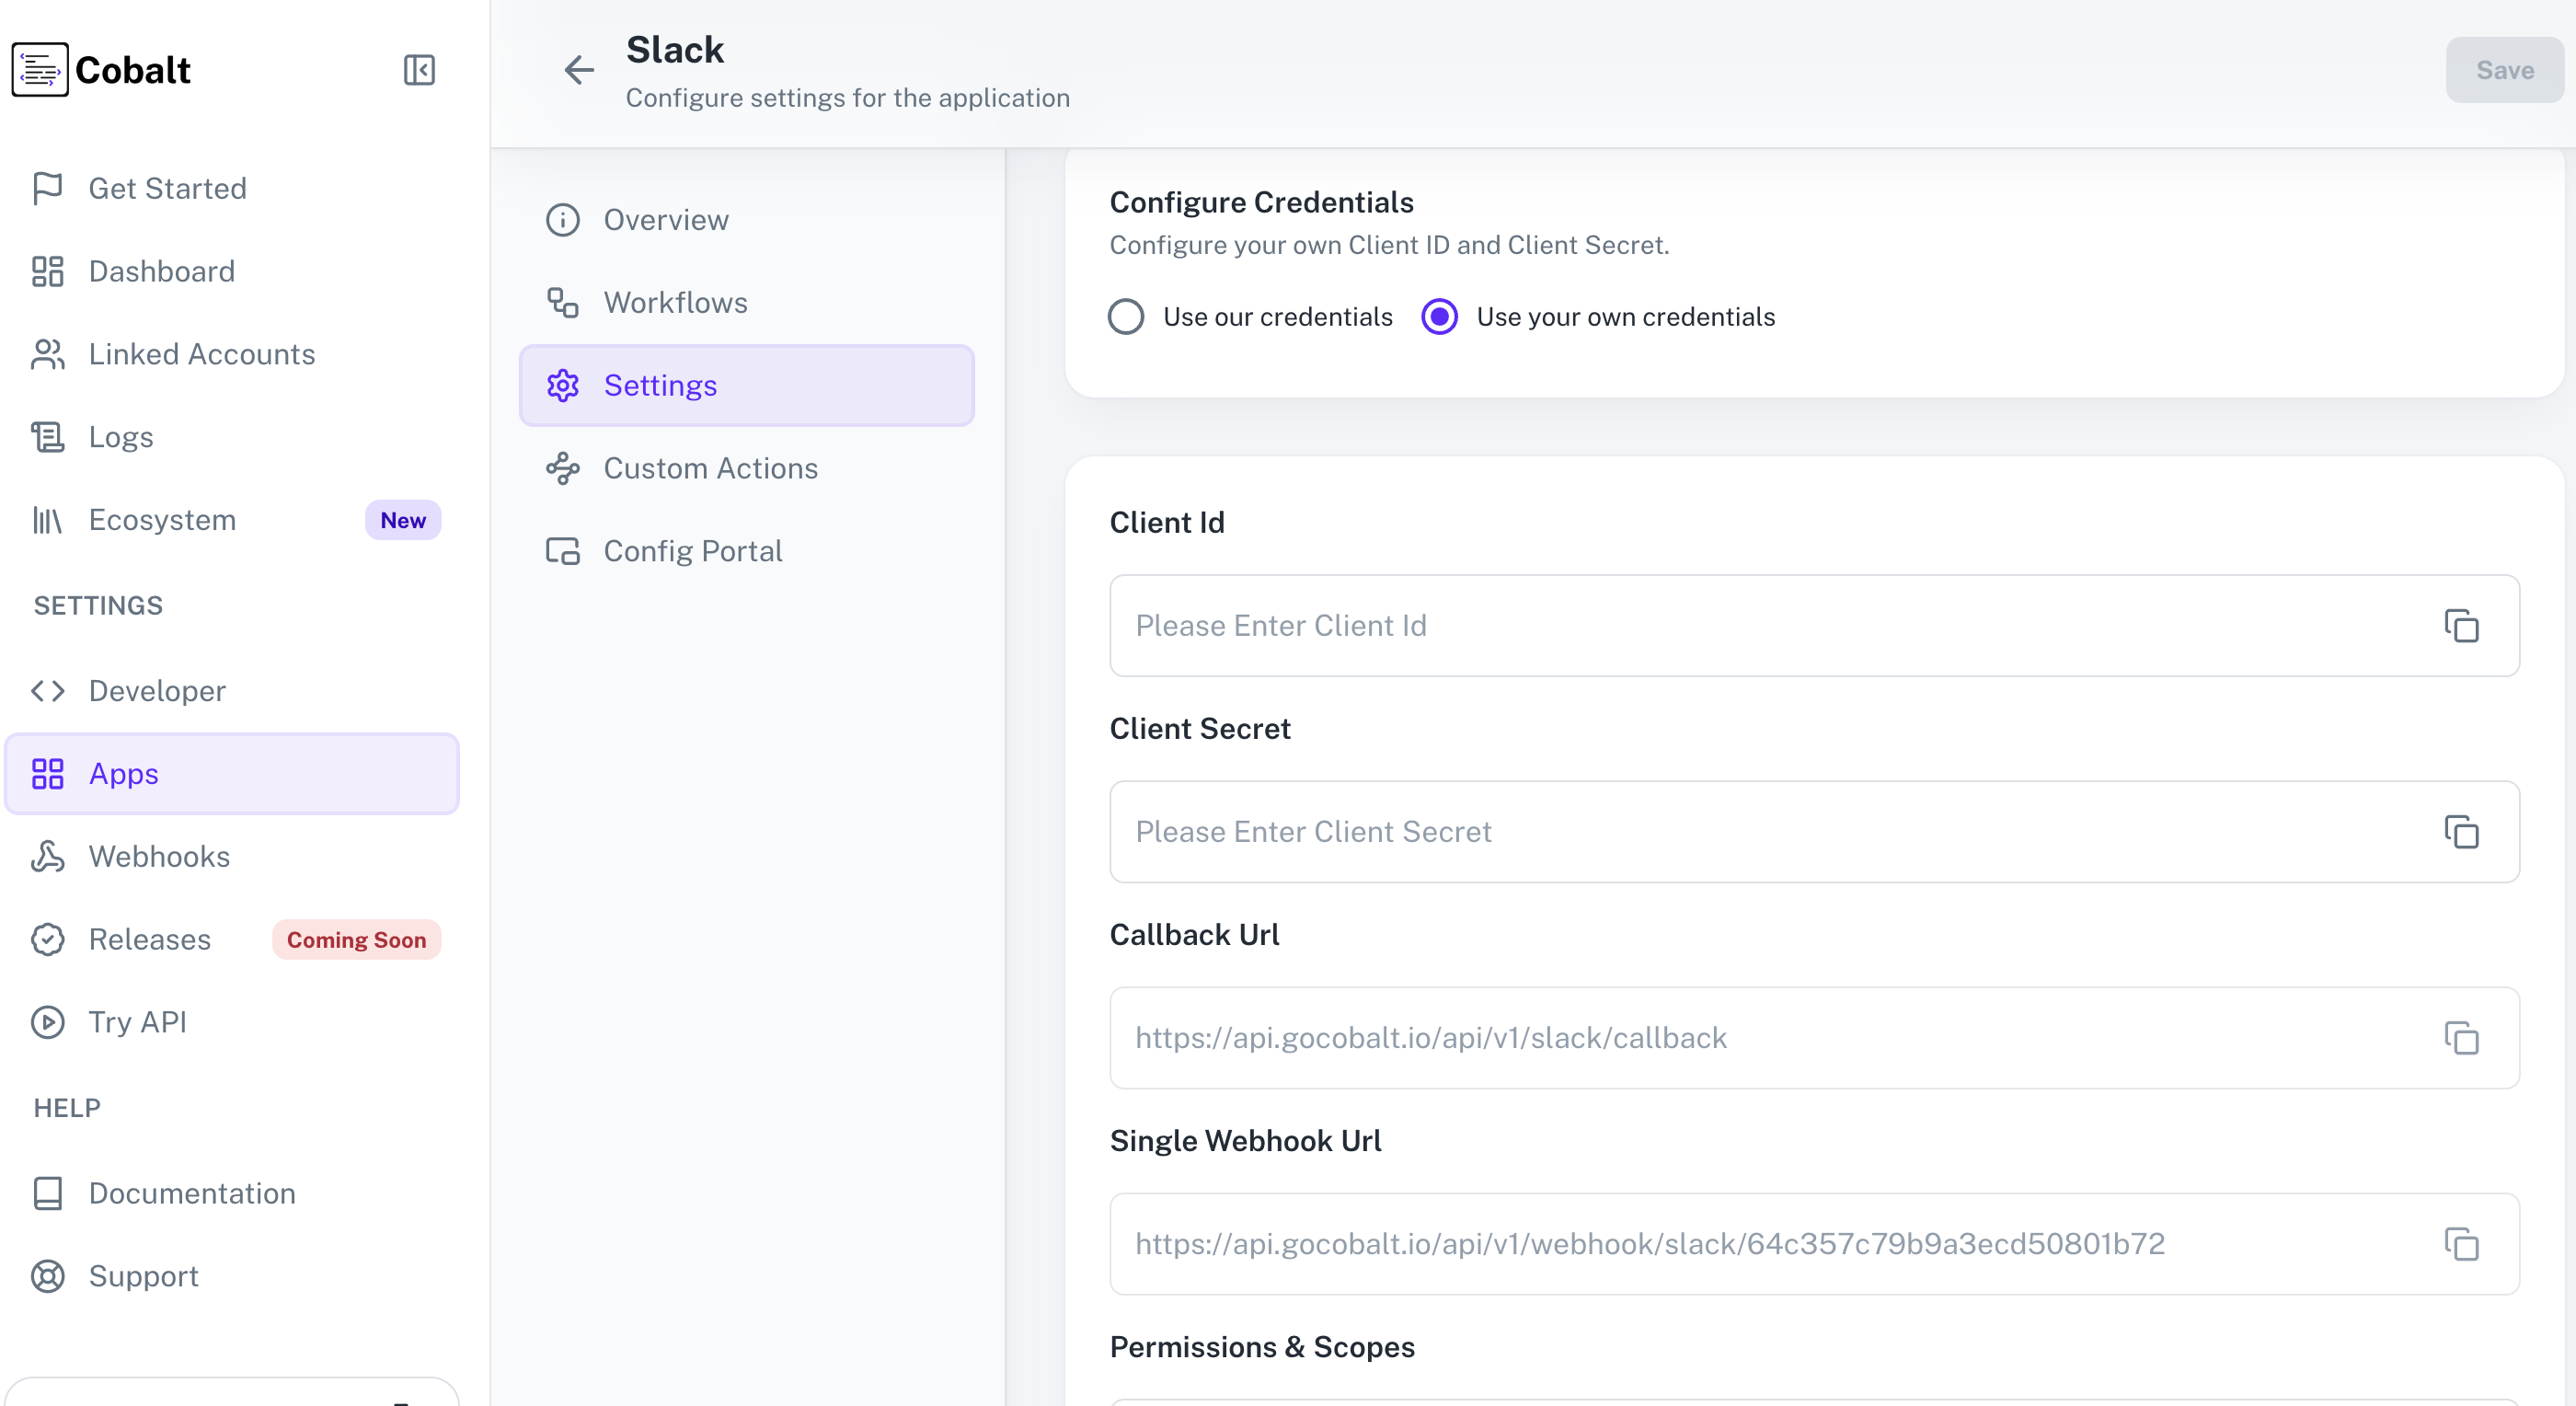 Cobalt
Get Started
Dashboard
Linked Accounts
Logs
Ecosystem New
SETTINGS
Developer
Apps
Webhooks
Releases Coming Soon
Try API
HELP
Documentation
Support
Slack
Configure settings for the application
Save
Overview
Workflows
Settings
Custom Actions
Config Portal
Configure Credentials
Configure your own Client ID and Client Secret.
Use our credentials Use your own credentials
Client Id
Please Enter Client Id
Client Secret
Please Enter Client Secret
Callback Url
https://api.gocobalt.io/api/v1/slack/callback
Single Webhook Url
https://api.gocobalt.io/api/v1/webhook/slack/64c357c79b9a3ecd50801b72
Permissions & Scopes